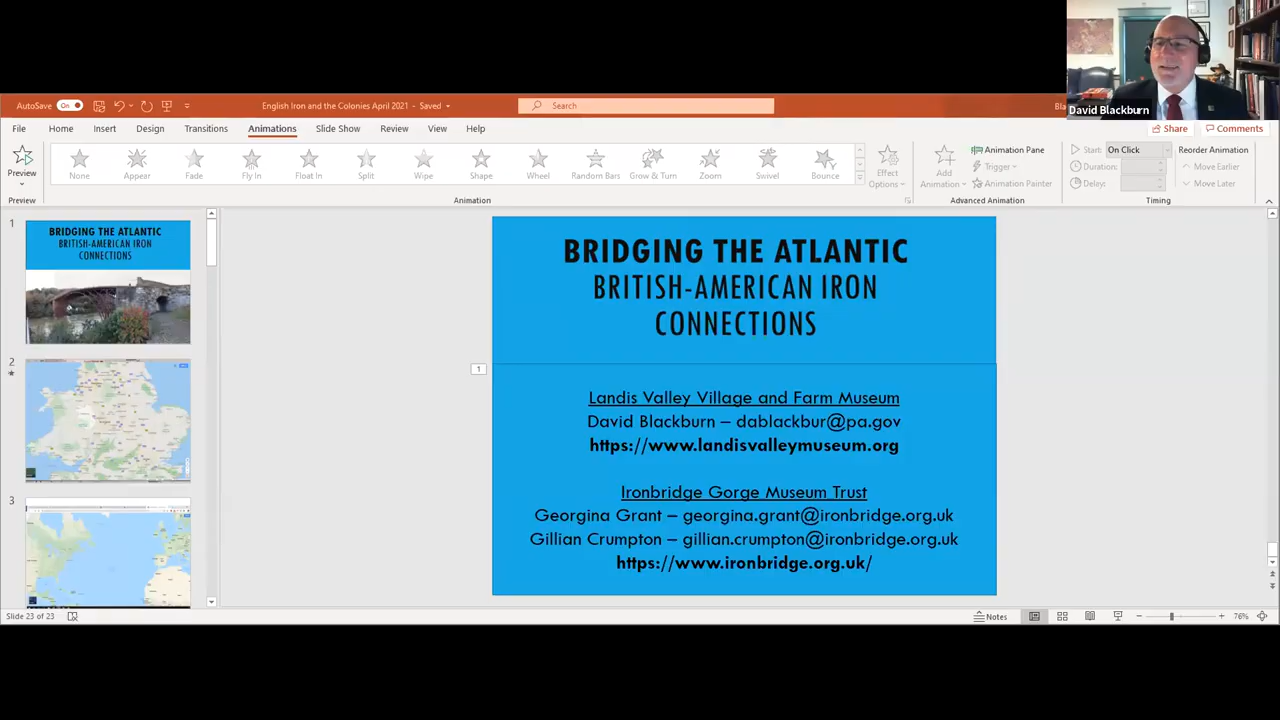 David Blackburn
AutoSave On
English Iron and the Colonies April 2021 - Saved
Search
File Home Insert Design Transitions Animations Slide Show Review View Help
Share Comments
Preview
None Appear Fade Fly In Float In Split Wipe Shape Wheel Random Bars Grow & Turn Zoom Swivel Bounce
Effect Options
Add Animation
Animation Pane
Trigger
Animation Painter
Start: On Click
Duration:
Delay:
Reorder Animation
Move Earlier
Move Later
Preview Animation Advanced Animation Timing
1
BRIDGING THE ATLANTIC
BRITISH-AMERICAN IRON
CONNECTIONS
2
3
BRIDGING THE ATLANTIC
BRITISH-AMERICAN IRON
CONNECTIONS
1
Landis Valley Village and Farm Museum
David Blackburn – dablackbur@pa.gov
https://www.landisvalleymuseum.org
Ironbridge Gorge Museum Trust
Georgina Grant – georgina.grant@ironbridge.org.uk
Gillian Crumpton – gillian.crumpton@ironbridge.org.uk
https://www.ironbridge.org.uk/
Slide 23 of 23
Notes
76%